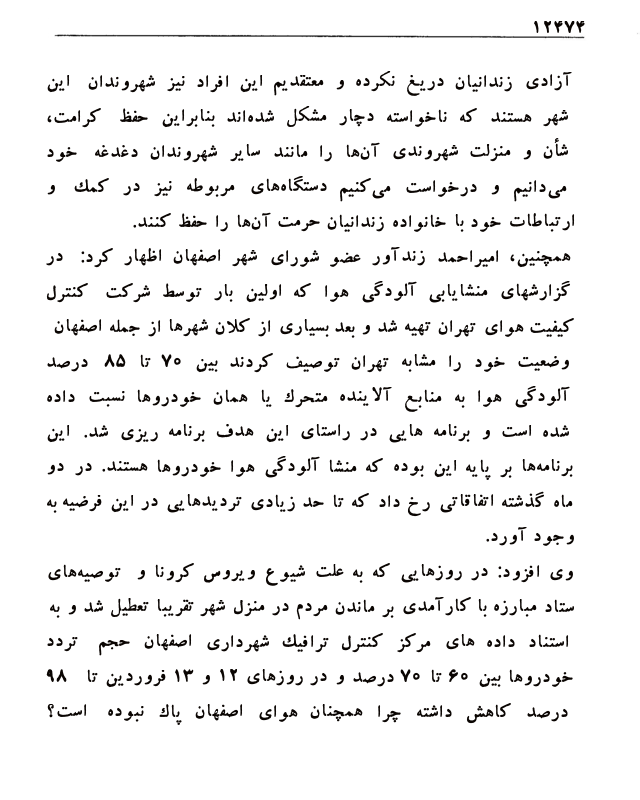 ۱۲۴۷۴
آزادی زندانیان دریغ نکرده و معتقدیم این افراد نیز شهروندان این
شهر هستند که ناخواسته دچار مشکل شده‌اند بنابراین حفظ کرامت،
شأن و منزلت شهروندی آن‌ها را مانند سایر شهروندان دغدغه خود
می‌دانیم و درخواست می‌کنیم دستگاه‌های مربوطه نیز در کمك و
ارتباطات خود با خانواده زندانیان حرمت آن‌ها را حفظ کنند.
همچنین، امیراحمد زندآور عضو شورای شهر اصفهان اظهار کرد: در
گزارشهای منشایابی آلودگی هوا که اولین بار توسط شرکت کنترل
کیفیت هوای تهران تهیه شد و بعد بسیاری از کلان شهرها از جمله اصفهان
وضعیت خود را مشابه تهران توصیف کردند بین ۷۰ تا ۸۵ درصد
آلودگی هوا به منابع آلاینده متحرك یا همان خودروها نسبت داده
شده است و برنامه هایی در راستای این هدف برنامه ریزی شد. این
برنامه‌ها بر پایه این بوده که منشا آلودگی هوا خودروها هستند. در دو
ماه گذشته اتفاقاتی رخ داد که تا حد زیادی تردیدهایی در این فرضیه به
وجود آورد.
وی افزود: در روزهایی که به علت شیوع ویروس کرونا و توصیه‌های
ستاد مبارزه با کارآمدی بر ماندن مردم در منزل شهر تقریبا تعطیل شد و به
استناد داده های مرکز کنترل ترافیك شهرداری اصفهان حجم تردد
خودروها بین ۶۰ تا ۷۰ درصد و در روزهای ۱۲ و ۱۳ فروردین تا ۹۸
درصد کاهش داشته چرا همچنان هوای اصفهان پاك نبوده است؟